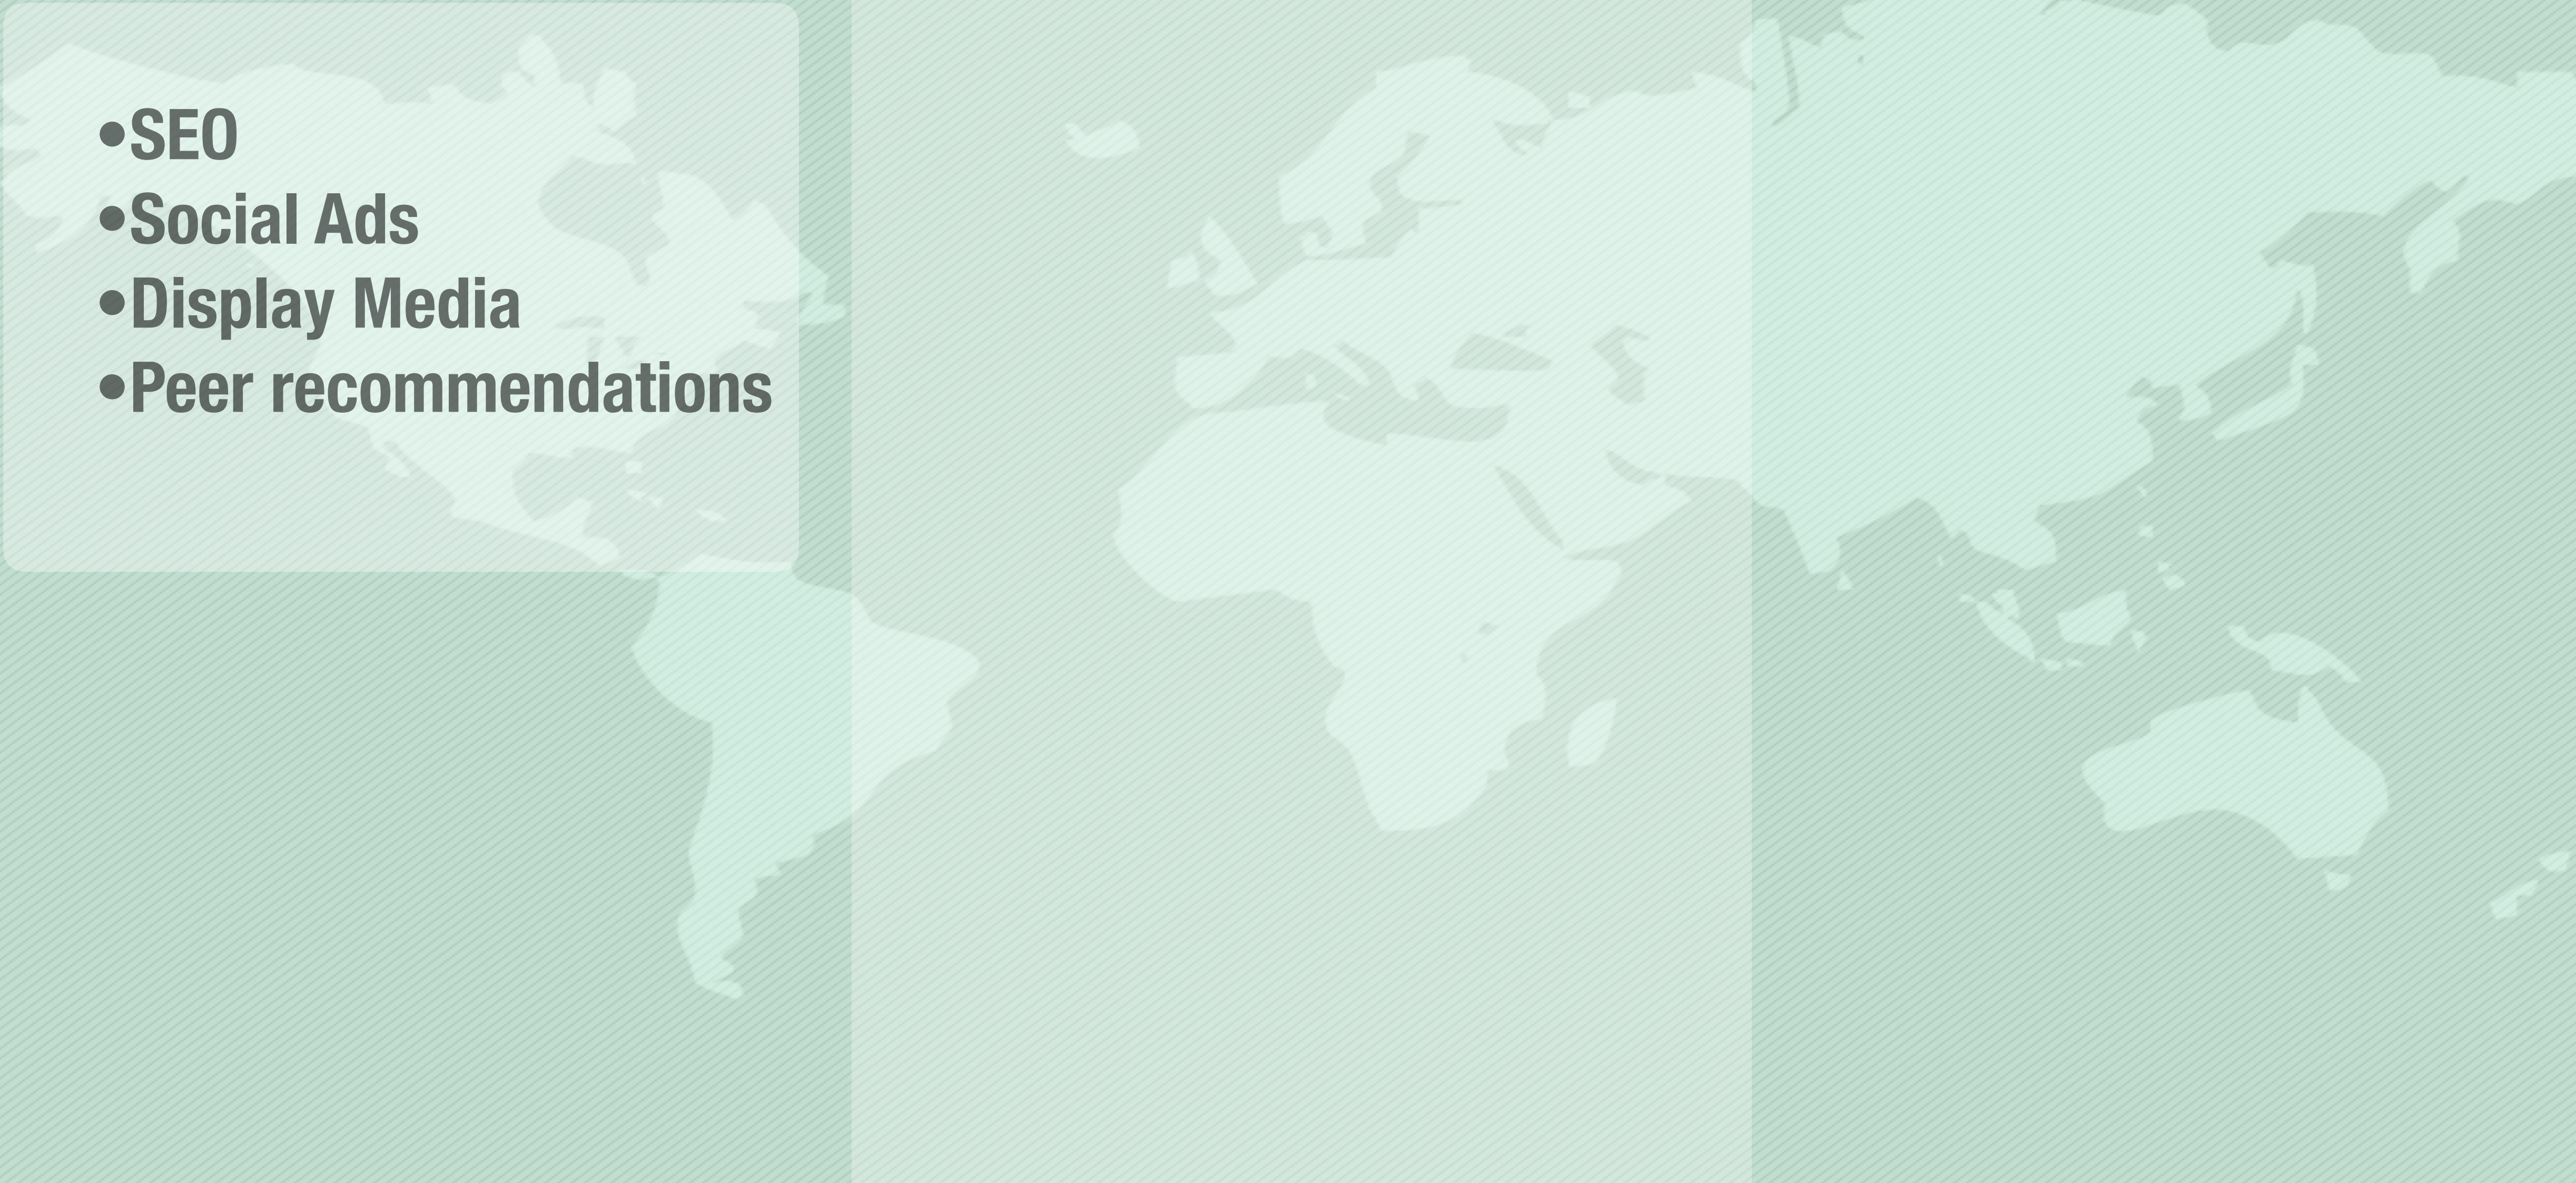 •SEO
•Social Ads
•Display Media
•Peer recommendations